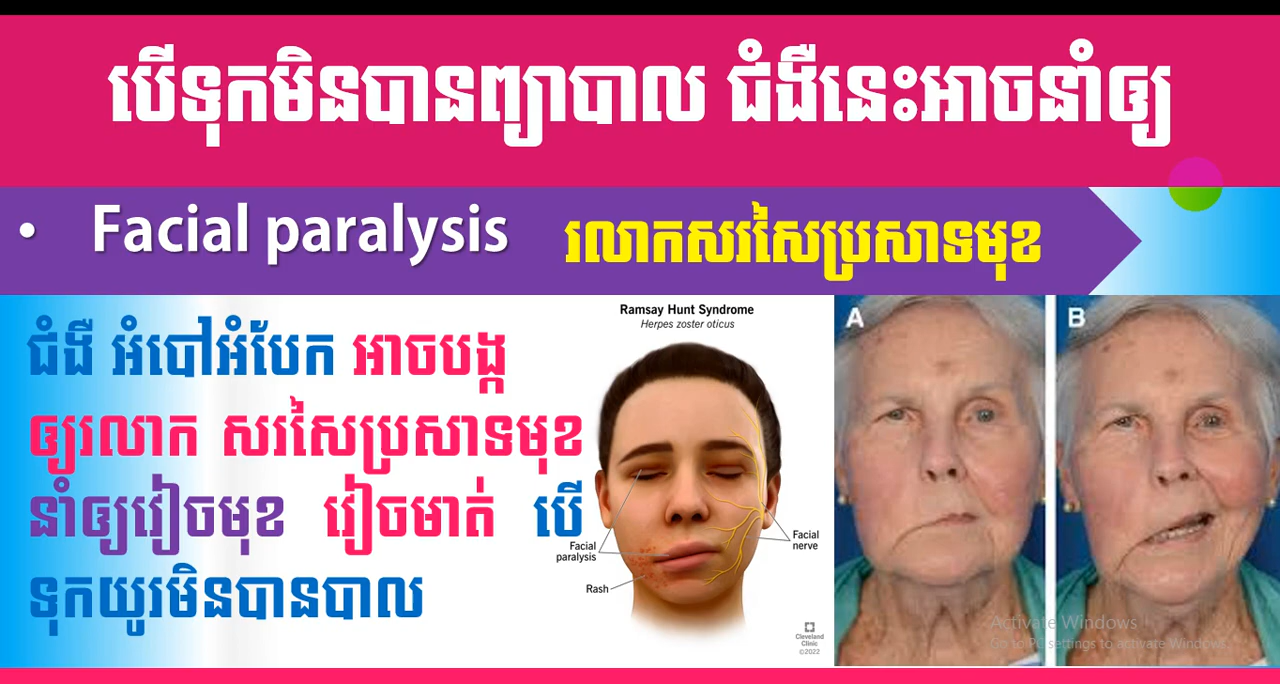 បើទុកមិនបានព្យាបាល ជំងឺនេះអាចនាំឲ្យ
• Facial paralysis រលាកសរសៃប្រសាទមុខ
ជំងឺ អំបៅអំបែក អាចបង្ក
ឲ្យរលាក សរសៃប្រសាទមុខ
នាំឲ្យវៀចមុខ វៀចមាត់ បើ
ទុកយូរមិនបានបាល
Ramsay Hunt Syndrome
Herpes zoster oticus
Facial
paralysis
Rash
Facial
nerve
Cleveland
Clinic
©2022
A
B
Activate Windows
Go to PC settings to activate Windows.